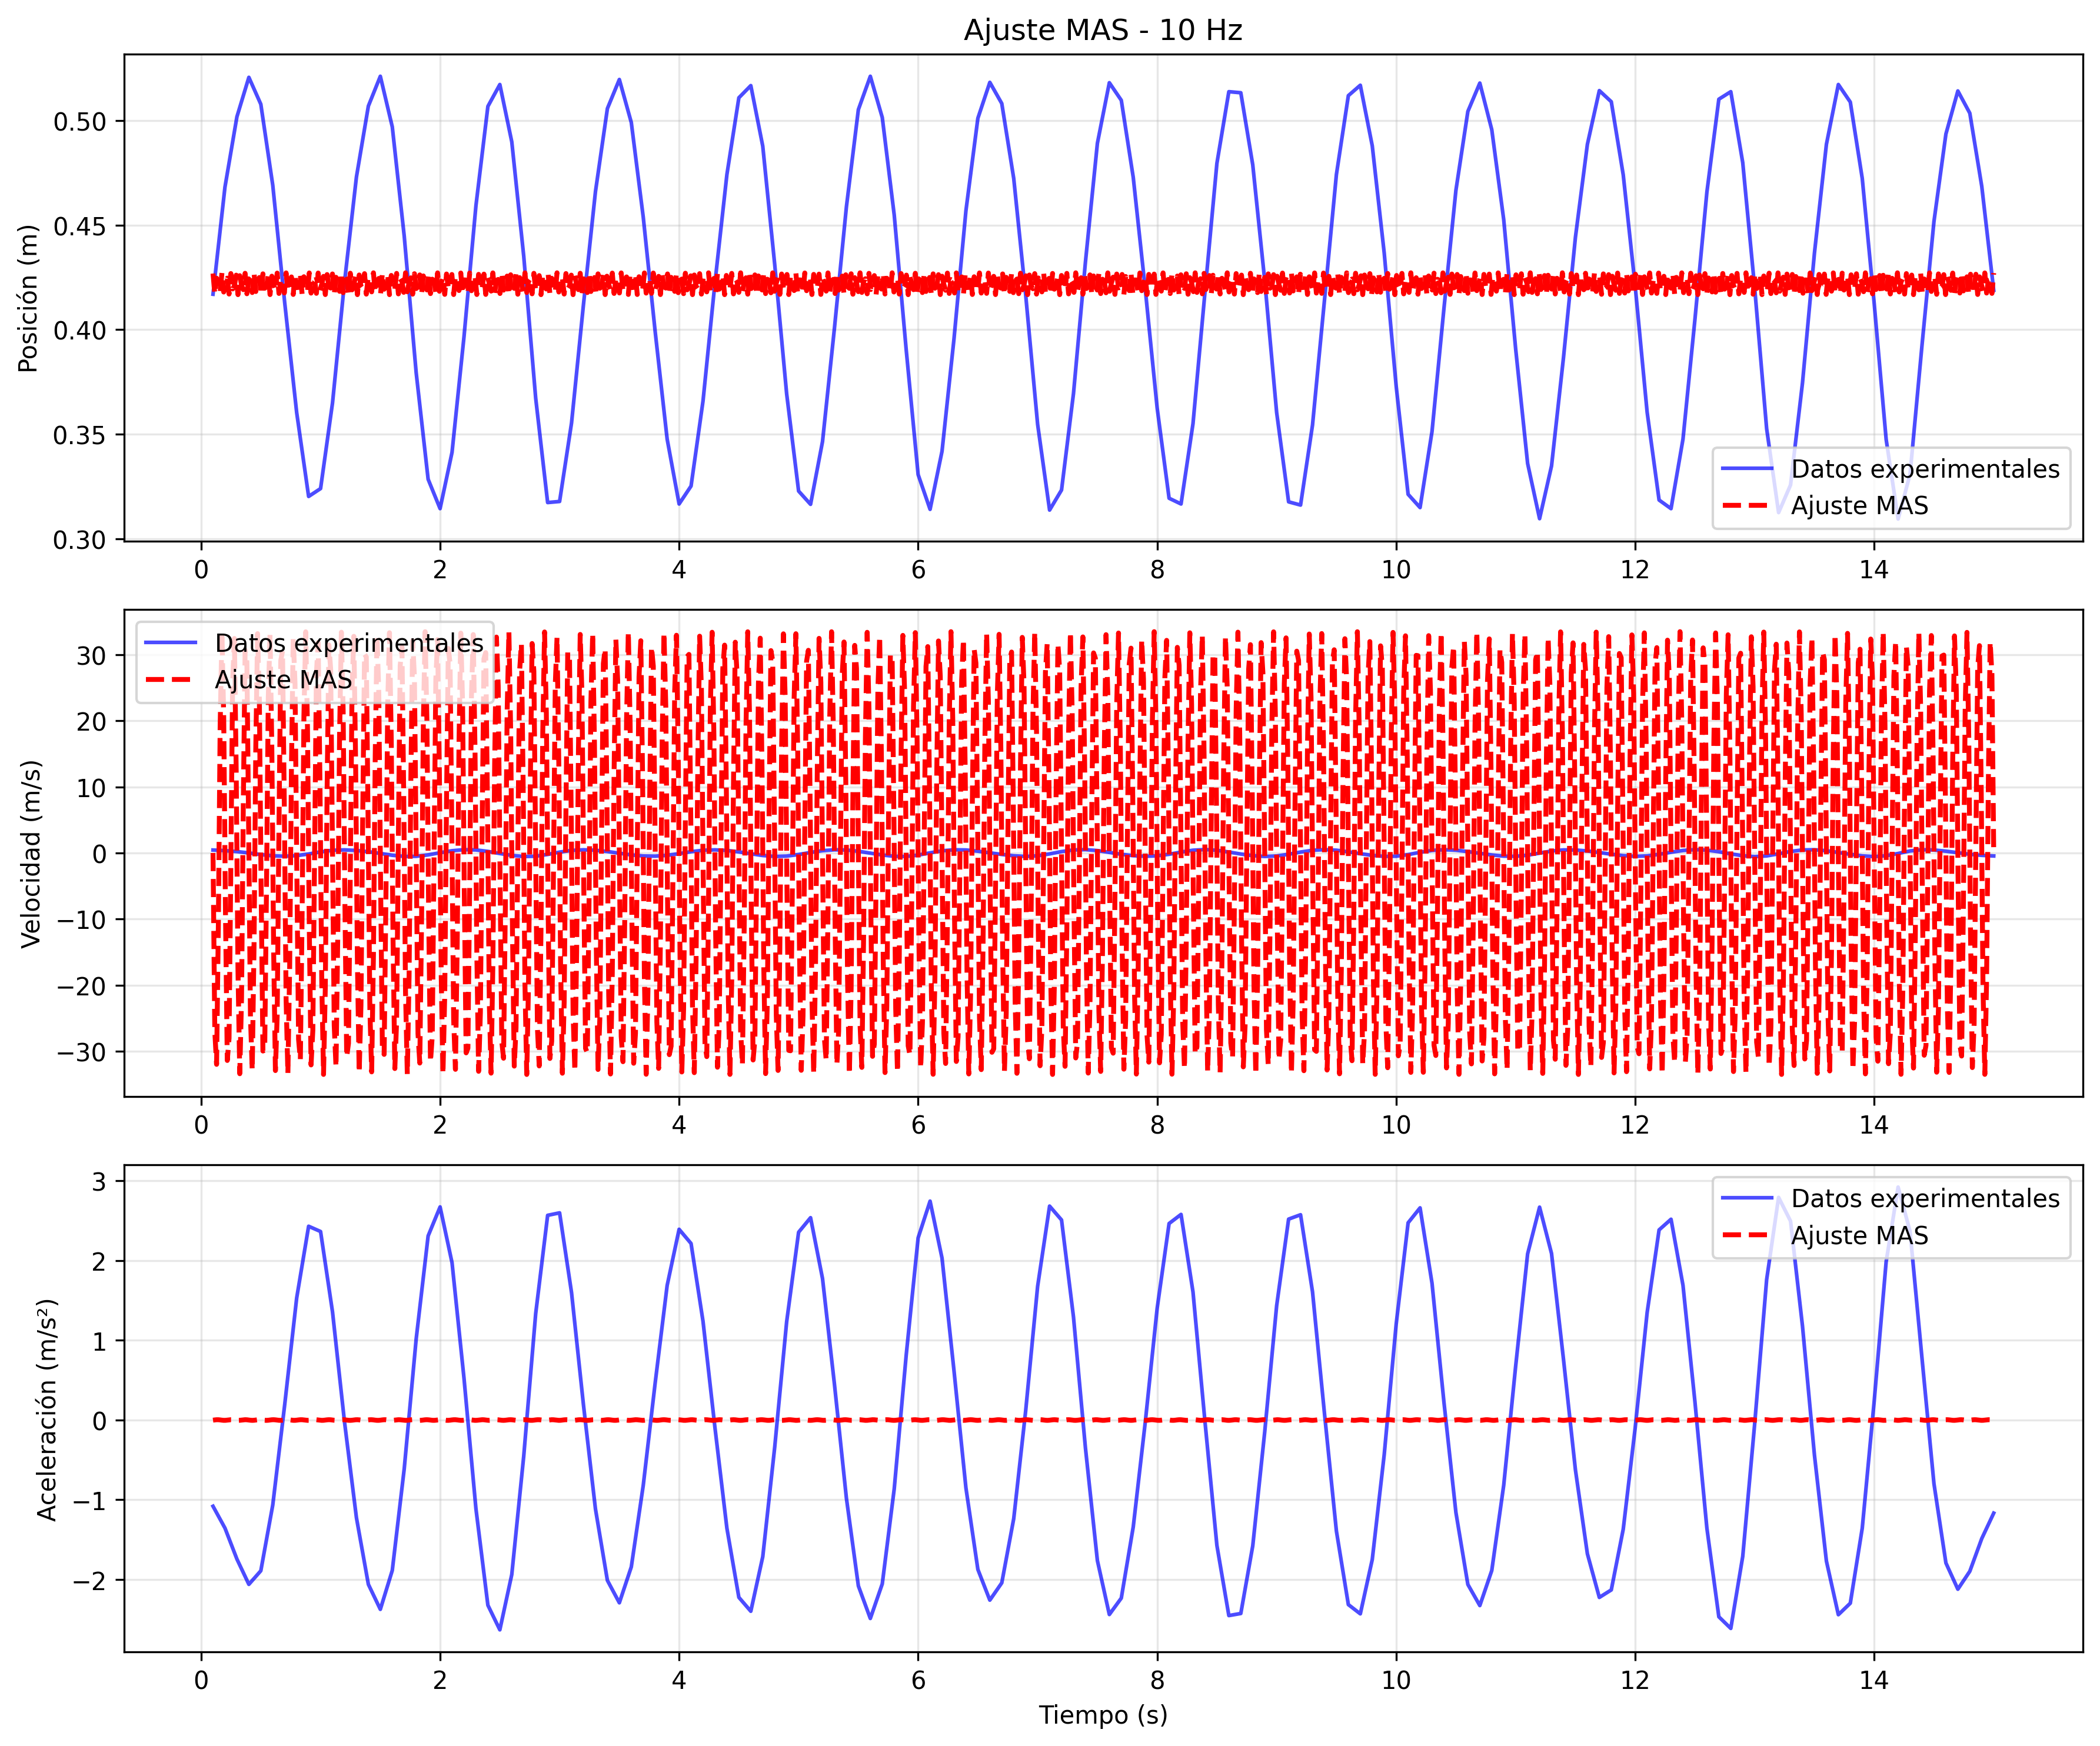 Ajuste MAS - 10 Hz
Posición (m)
0.50
0.45
0.40
0.35
0.30
Datos experimentales
Ajuste MAS
0 2 4 6 8 10 12 14
Velocidad (m/s)
30
20
10
0
−10
−20
−30
Datos experimentales
Ajuste MAS
0 2 4 6 8 10 12 14
Aceleración (m/s²)
3
2
1
0
−1
−2
Datos experimentales
Ajuste MAS
0 2 4 6 8 10 12 14
Tiempo (s)